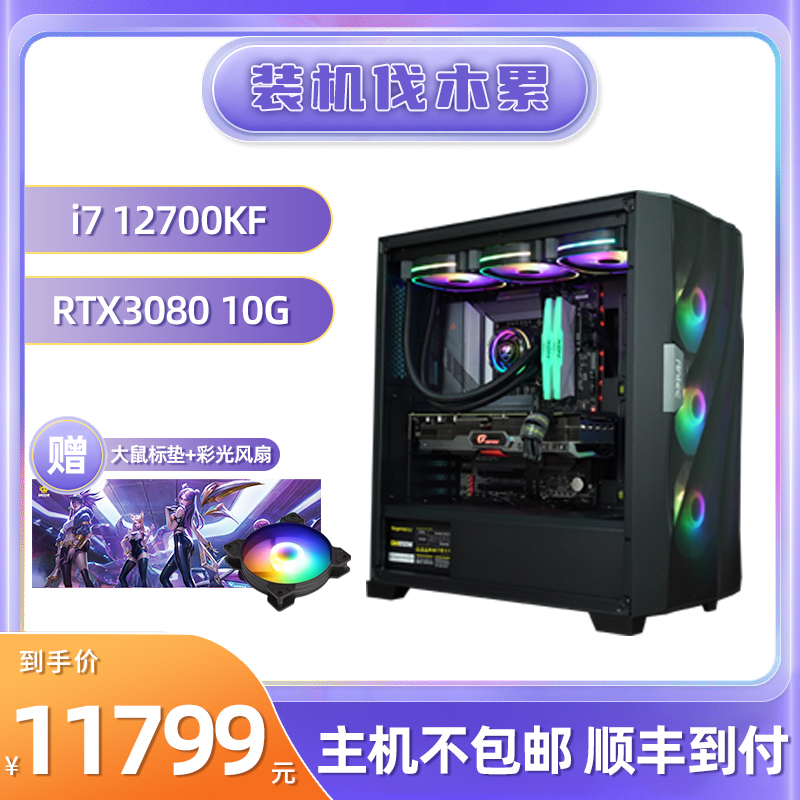 装机伐木累
i7 12700KF
RTX3080 10G
Antec
赠
大鼠标垫+彩光风扇
到手价
¥11799元
主机不包邮 顺丰到付